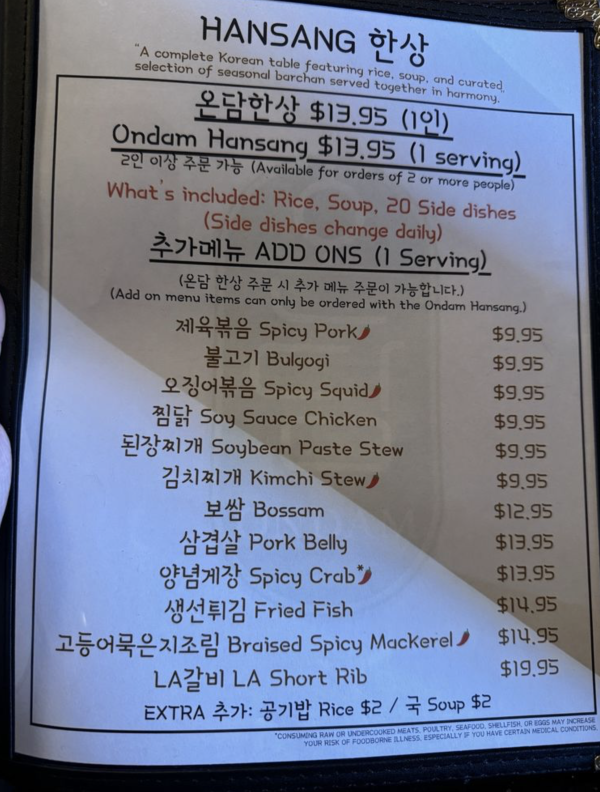 HANSANG 한상
"A complete Korean table featuring rice, soup, and curated
selection of seasonal barchan served together in harmony.
온담한상 $13.95 (1인)
Ondam Hansang $13.95 (1 serving)
2인 이상 주문 가능 (Available for orders of 2 or more people)
What's included: Rice, Soup, 20 Side dishes
(Side dishes change daily)
추가메뉴 ADD ONS (1 Serving)
(온담 한상 주문 시 추가 메뉴 주문이 가능합니다.)
(Add on menu items can only be ordered with the Ondam Hansang.)
제육볶음 Spicy Pork $9.95
불고기 Bulgogi $9.95
오징어볶음 Spicy Squid $9.95
찜닭 Soy Sauce Chicken $9.95
된장찌개 Soybean Paste Stew $9.95
김치찌개 Kimchi Stew $9.95
보쌈 Bossam $12.95
삼겹살 Pork Belly $13.95
양념게장 Spicy Crab* $13.95
생선튀김 Fried Fish $14.95
고등어묵은지조림 Braised Spicy Mackerel $14.95
LA갈비 LA Short Rib $19.95
EXTRA 추가: 공기밥 Rice $2 / 국 Soup $2
*CONSUMING RAW OR UNDERCOOKED MEATS, POULTRY, SEAFOOD, SHELLFISH, OR EGGS MAY INCREASE
YOUR RISK OF FOODBORNE ILLNESS, ESPECIALLY IF YOU HAVE CERTAIN MEDICAL CONDITIONS.